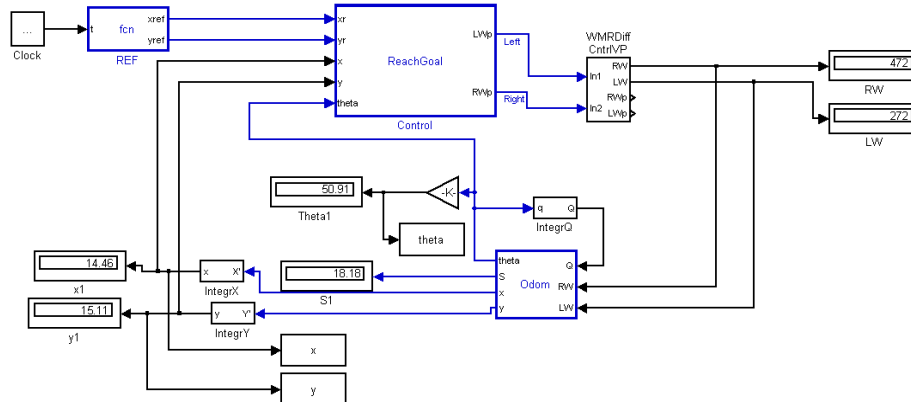 ...
Clock
t
fcn
xref
yref
REF
xr
yr
x
y
theta
ReachGoal
LWp
RWp
Control
Left
Right
WMRDiff
CntrlVP
In1
In2
RW
LW
RWp
LWp
472
RW
272
LW
50.91
Theta1
-K-
theta
q
Q
IntegrQ
14.46
x1
x
X'
IntegrX
18.18
S1
theta
S
x
y
Odom
Q
RW
LW
15.11
y1
y
Y'
IntegrY
x
y